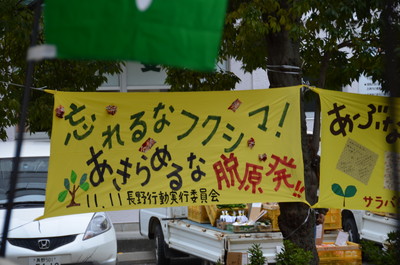 忘れるなフクシマ!
あきらめるな
脱原発!!
11.11 長野行動実行委員会
あーぶな
サラバ